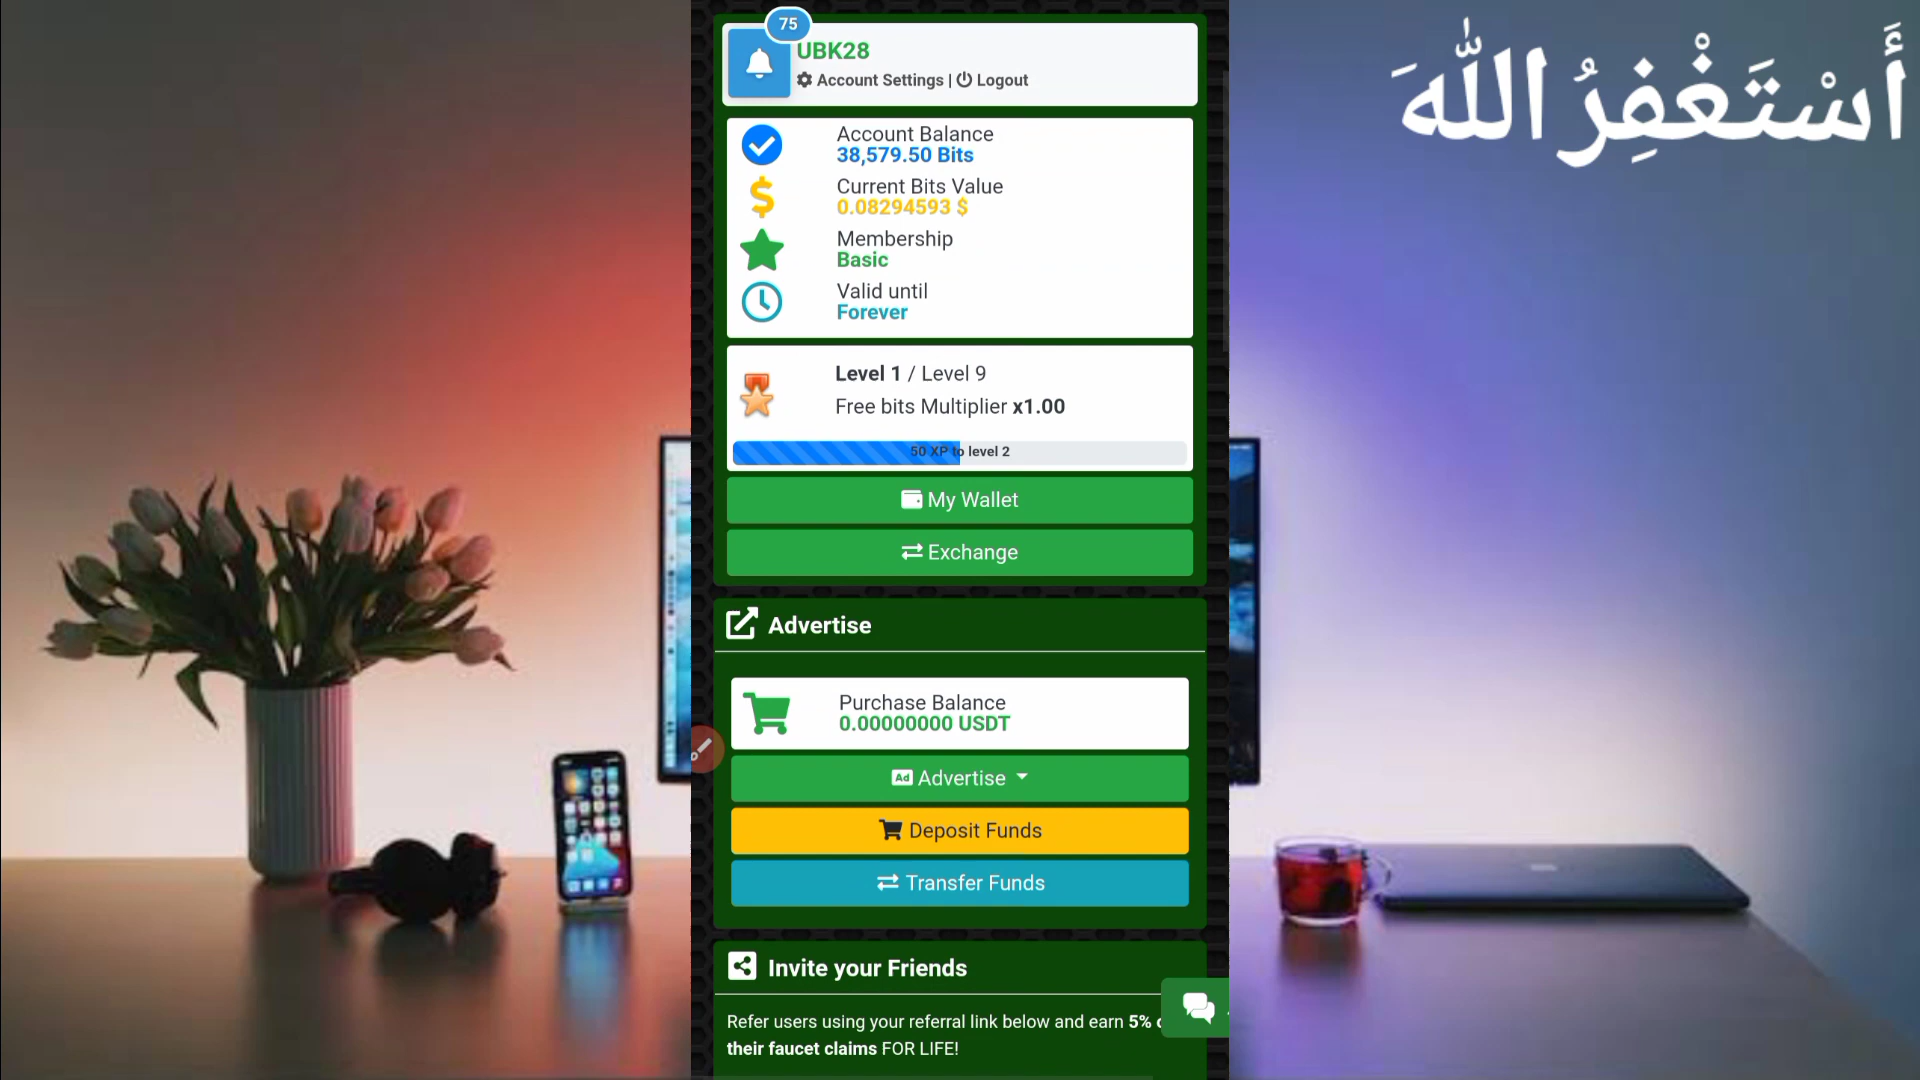 75
UBK28
Account Settings | Logout
أَسْتَغْفِرُ اللّٰهَ
Account Balance
38,579.50 Bits
Current Bits Value
0.08294593 $
Membership
Basic
Valid until
Forever
Level 1 / Level 9
Free bits Multiplier x1.00
50 XP to level 2
My Wallet
Exchange
Advertise
Purchase Balance
0.00000000 USDT
Ad Advertise
Deposit Funds
Transfer Funds
Invite your Friends
Refer users using your referral link below and earn 5%
their faucet claims FOR LIFE!